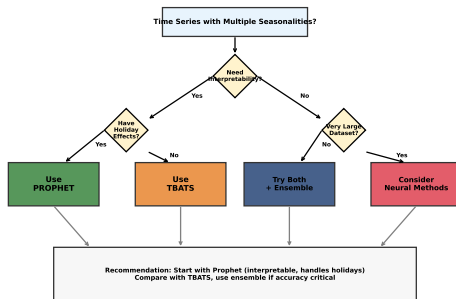 Time Series with Multiple Seasonalities?
Need
Interpretability?
Yes
No
Have
Holiday
Effects?
Very Large
Dataset?
Yes
No
No
Yes
Use
PROPHET
Use
TBATS
Try Both
+ Ensemble
Consider
Neural Methods
Recommendation: Start with Prophet (interpretable, handles holidays)
Compare with TBATS, use ensemble if accuracy critical